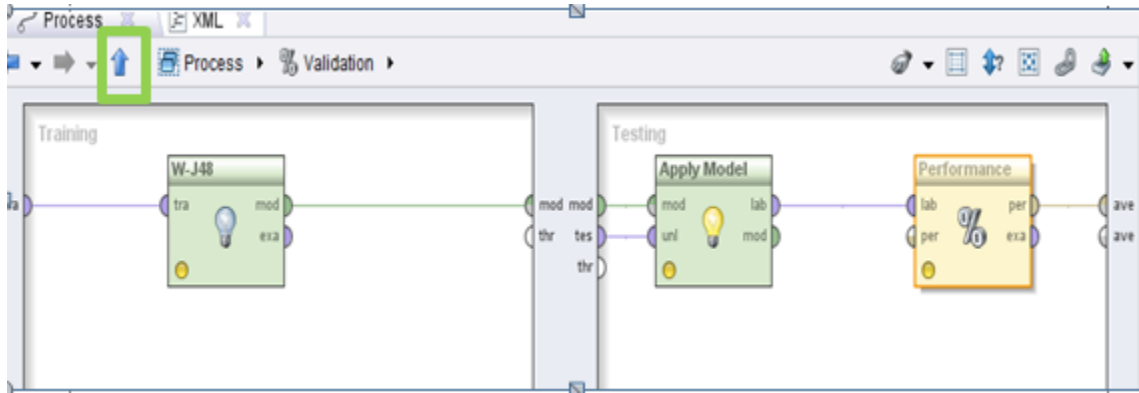 Process XML
Process Validation
Training
Testing
W-J48
Apply Model
Performance
tra mod
exa
mod mod
thr tes
thr
mod lab
unl mod
lab per
per exa
ave
ave